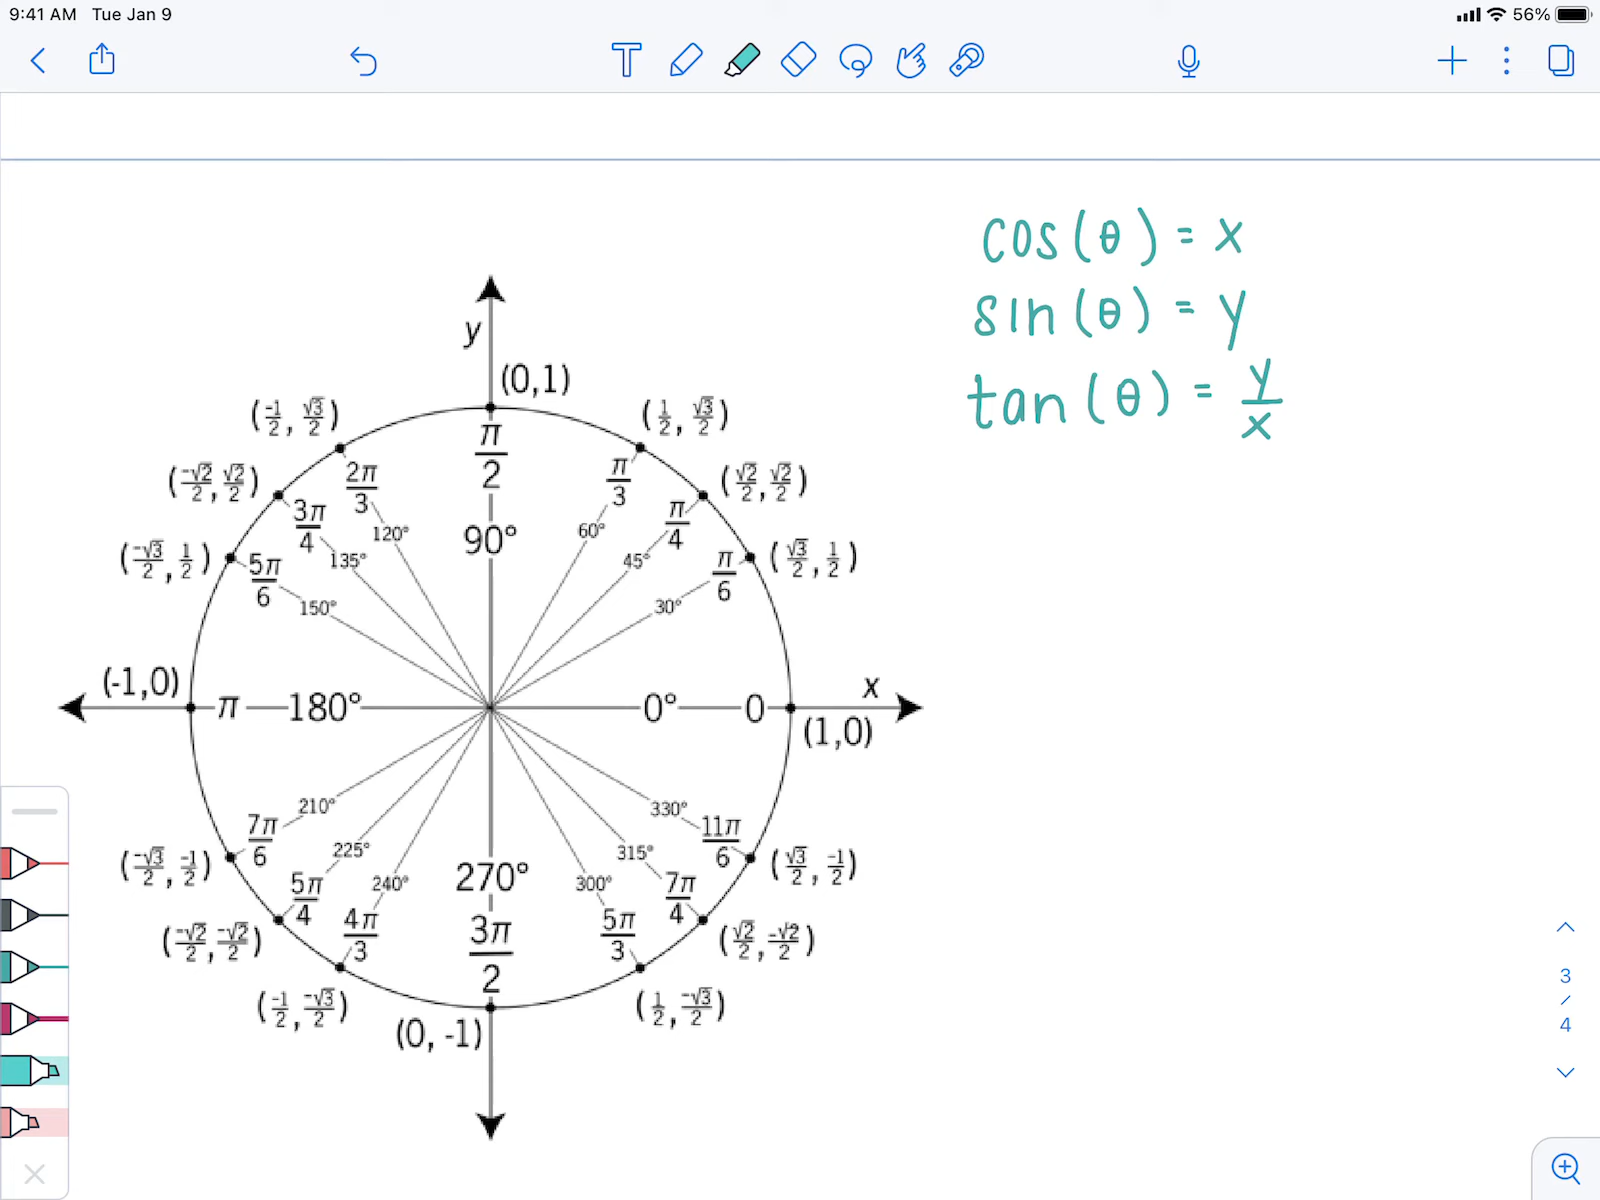 9:41 AM Tue Jan 9
56%
cos(θ) = x
sin(θ) = y
tan(θ) = y/x
y
(0,1)
(-1/2, √3/2)
(1/2, √3/2)
π/2
2π/3
π/3
(-√2/2, √2/2)
(√2/2, √2/2)
3π/4
π/4
120°
90°
60°
(-√3/2, 1/2)
135°
45°
(√3/2, 1/2)
5π/6
π/6
150°
30°
(-1,0)
x
π 180° 0° 0
(1,0)
210°
330°
7π/6
11π/6
(-√3/2, -1/2)
225°
315°
(√3/2, -1/2)
5π/4
240°
270°
300°
7π/4
4π/3
3π/2
5π/3
(-√2/2, -√2/2)
(√2/2, -√2/2)
(-1/2, -√3/2)
(1/2, -√3/2)
(0, -1)
3
/
4